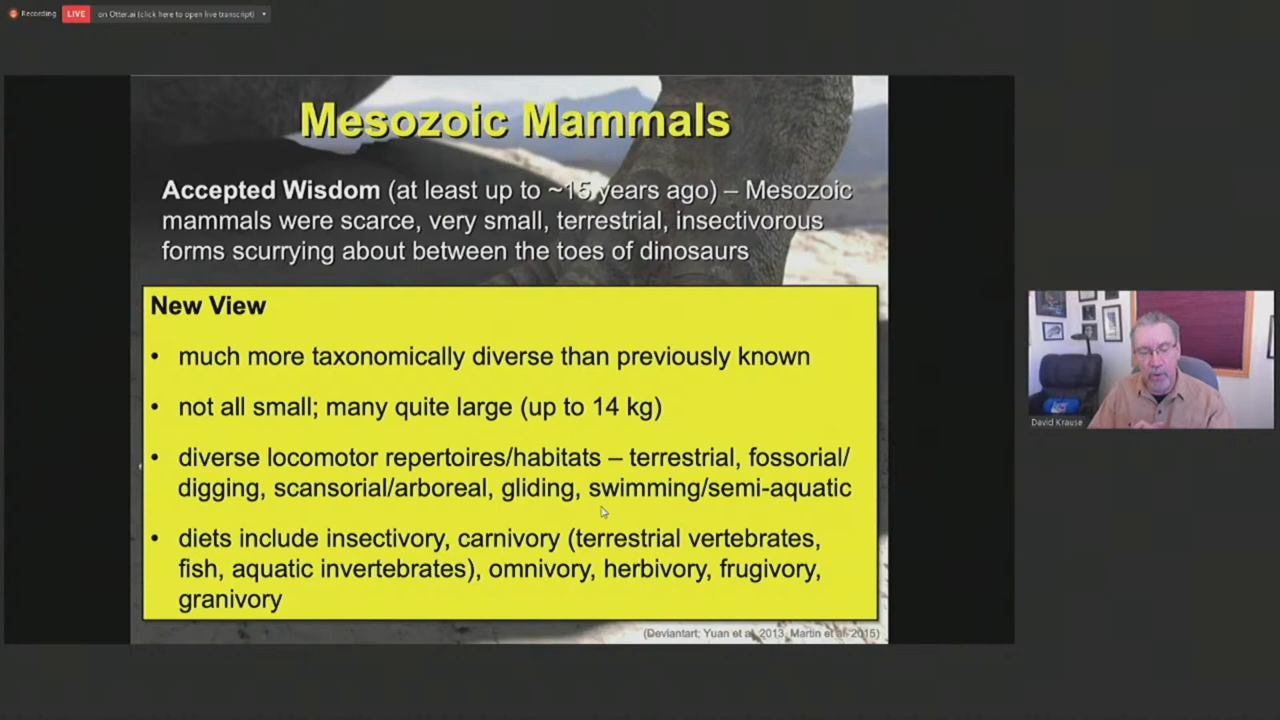 Recording
LIVE
on Otter.ai (click here to open live transcript)
Mesozoic Mammals
Accepted Wisdom (at least up to ~15 years ago) – Mesozoic
mammals were scarce, very small, terrestrial, insectivorous
forms scurrying about between the toes of dinosaurs
New View
• much more taxonomically diverse than previously known
• not all small; many quite large (up to 14 kg)
• diverse locomotor repertoires/habitats – terrestrial, fossorial/
digging, scansorial/arboreal, gliding, swimming/semi-aquatic
• diets include insectivory, carnivory (terrestrial vertebrates,
fish, aquatic invertebrates), omnivory, herbivory, frugivory,
granivory
(Deviantart; Yuan et al. 2013, Martin et al. 2015)
David Krause